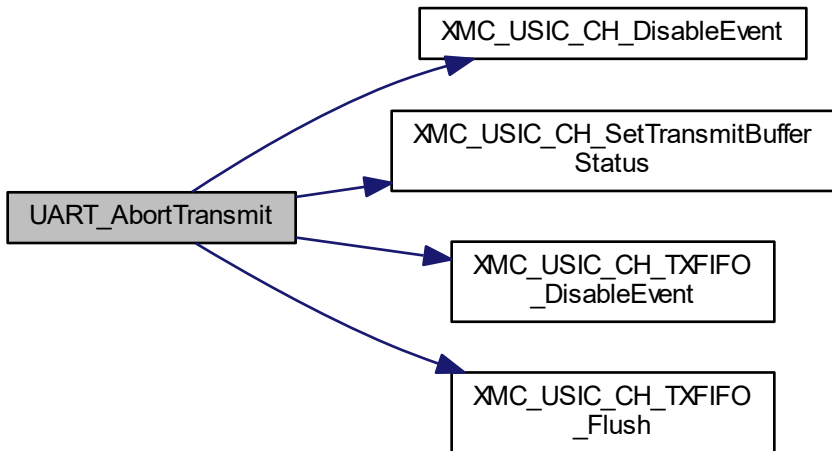 XMC_USIC_CH_DisableEvent
XMC_USIC_CH_SetTransmitBuffer
Status
UART_AbortTransmit
XMC_USIC_CH_TXFIFO
_DisableEvent
XMC_USIC_CH_TXFIFO
_Flush